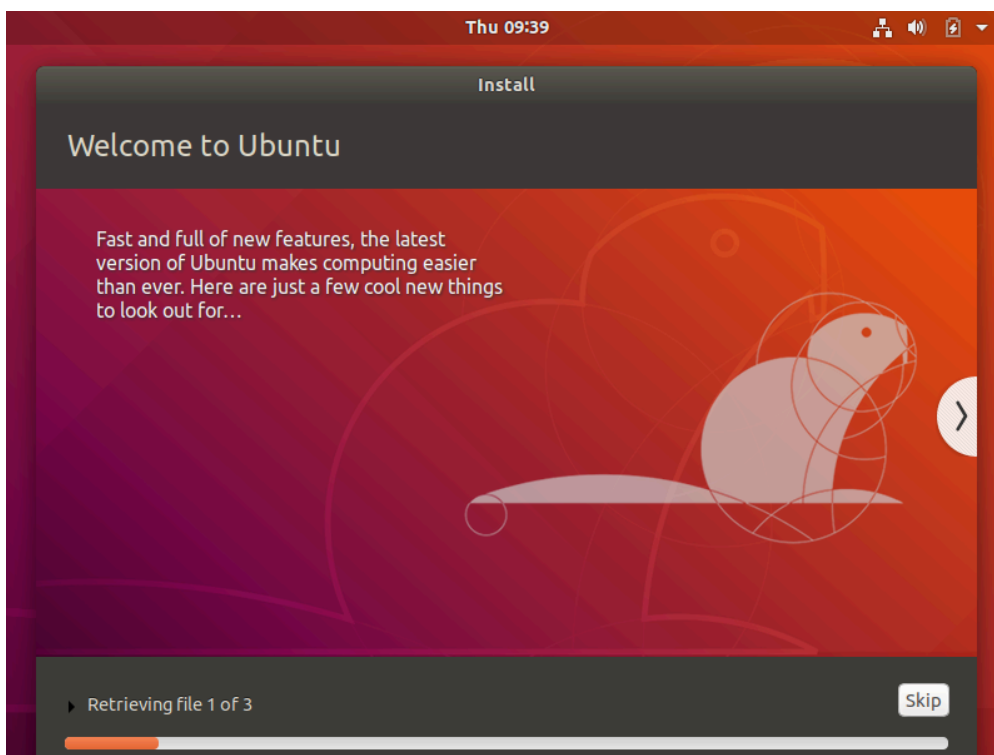 Thu 09:39
Install
Welcome to Ubuntu
Fast and full of new features, the latest
version of Ubuntu makes computing easier
than ever. Here are just a few cool new things
to look out for…
Retrieving file 1 of 3
Skip